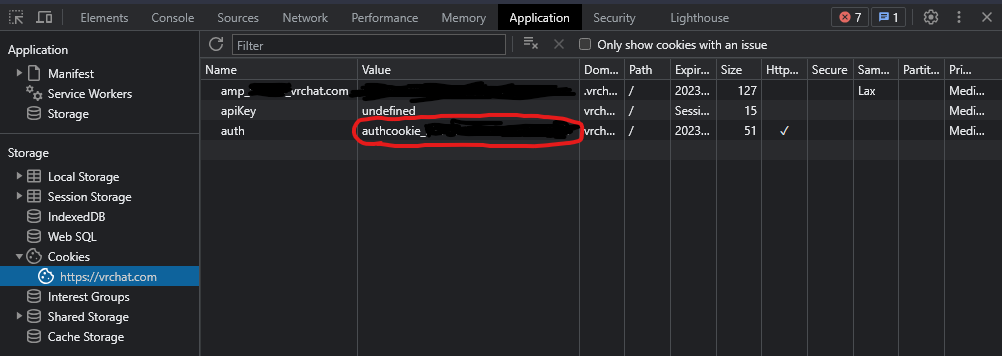 Elements Console Sources Network Performance Memory Application Security Lighthouse 7 1
Application
Manifest
Service Workers
Storage
Storage
Local Storage
Session Storage
IndexedDB
Web SQL
Cookies
https://vrchat.com
Interest Groups
Shared Storage
Cache Storage
Filter Only show cookies with an issue
Name Value Dom... Path Expir... Size Http... Secure Sam... Partit... Pri...
amp_ _vrchat.com .vrch... / 2023... 127 Lax Medi...
apiKey undefined vrch... / Sessi... 15 Medi...
auth authcookie_ vrch... / 2023... 51 ✓ Medi...